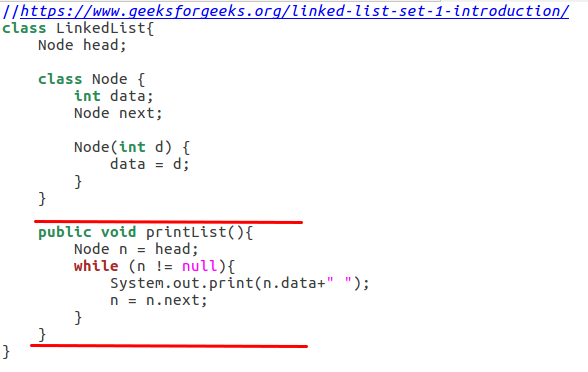 //https://www.geeksforgeeks.org/linked-list-set-1-introduction/
class LinkedList{
    Node head;

    class Node {
        int data;
        Node next;

        Node(int d) {
            data = d;
        }
    }

    public void printList(){
        Node n = head;
        while (n != null){
            System.out.print(n.data+" ");
            n = n.next;
        }
    }
}